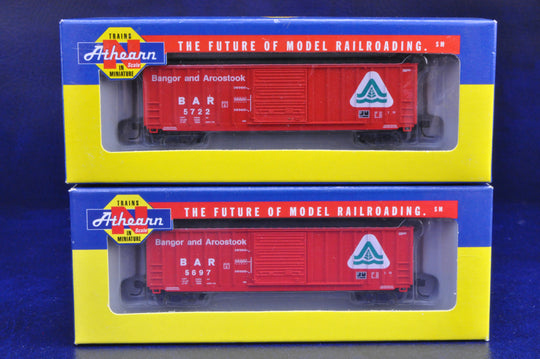 TRAINS
Athearn
N
Scale
IN
MINIATURE
THE FUTURE OF MODEL RAILROADING. SM
Bangor and Aroostook
BAR
5722
TRAINS
Athearn
N
Scale
IN
MINIATURE
THE FUTURE OF MODEL RAILROADING. SM
Bangor and Aroostook
BAR
5697